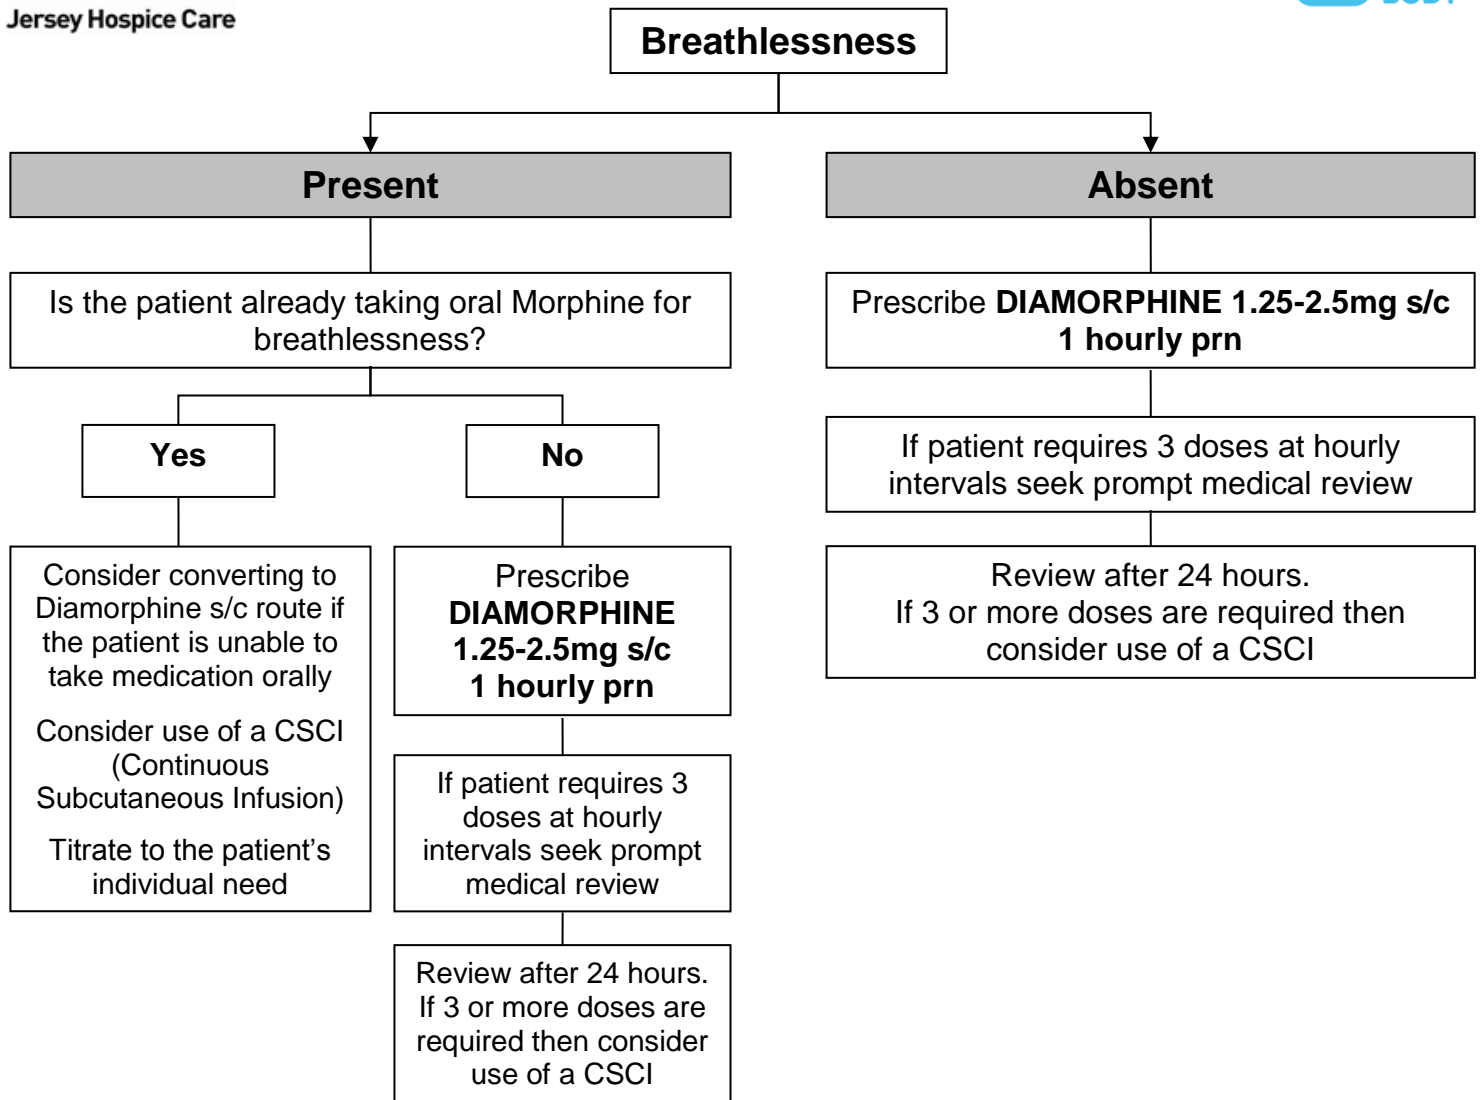 Jersey Hospice Care
Breathlessness
Present
Absent
Is the patient already taking oral Morphine for
breathlessness?
Prescribe DIAMORPHINE 1.25-2.5mg s/c
1 hourly prn
Yes
No
If patient requires 3 doses at hourly
intervals seek prompt medical review
Consider converting to
Diamorphine s/c route if
the patient is unable to
take medication orally
Consider use of a CSCI
(Continuous
Subcutaneous Infusion)
Titrate to the patient’s
individual need
Prescribe
DIAMORPHINE
1.25-2.5mg s/c
1 hourly prn
If patient requires 3
doses at hourly
intervals seek prompt
medical review
Review after 24 hours.
If 3 or more doses are
required then consider
use of a CSCI
Review after 24 hours.
If 3 or more doses are required then
consider use of a CSCI